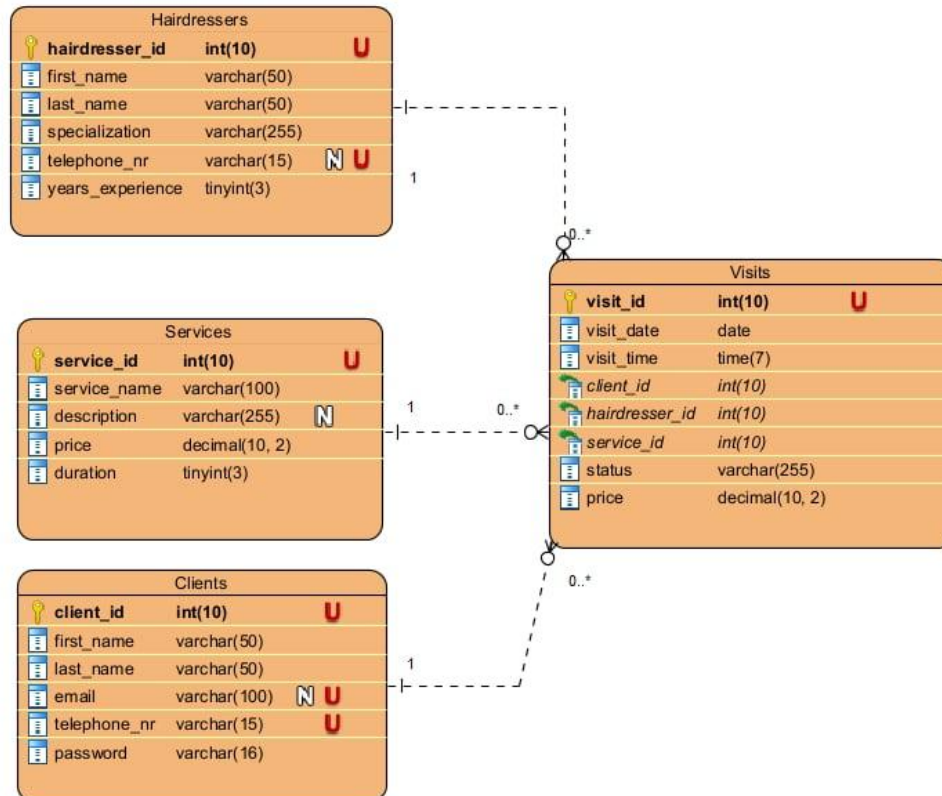 Hairdressers
hairdresser_id int(10) U
first_name varchar(50)
last_name varchar(50)
specialization varchar(255)
telephone_nr varchar(15) N U
years_experience tinyint(3)
1
0..*
Visits
visit_id int(10) U
visit_date date
visit_time time(7)
client_id int(10)
hairdresser_id int(10)
service_id int(10)
status varchar(255)
price decimal(10, 2)
Services
service_id int(10) U
service_name varchar(100)
description varchar(255) N
price decimal(10, 2)
duration tinyint(3)
1
0..*
Clients
client_id int(10) U
first_name varchar(50)
last_name varchar(50)
email varchar(100) N U
telephone_nr varchar(15) U
password varchar(16)
1
0..*